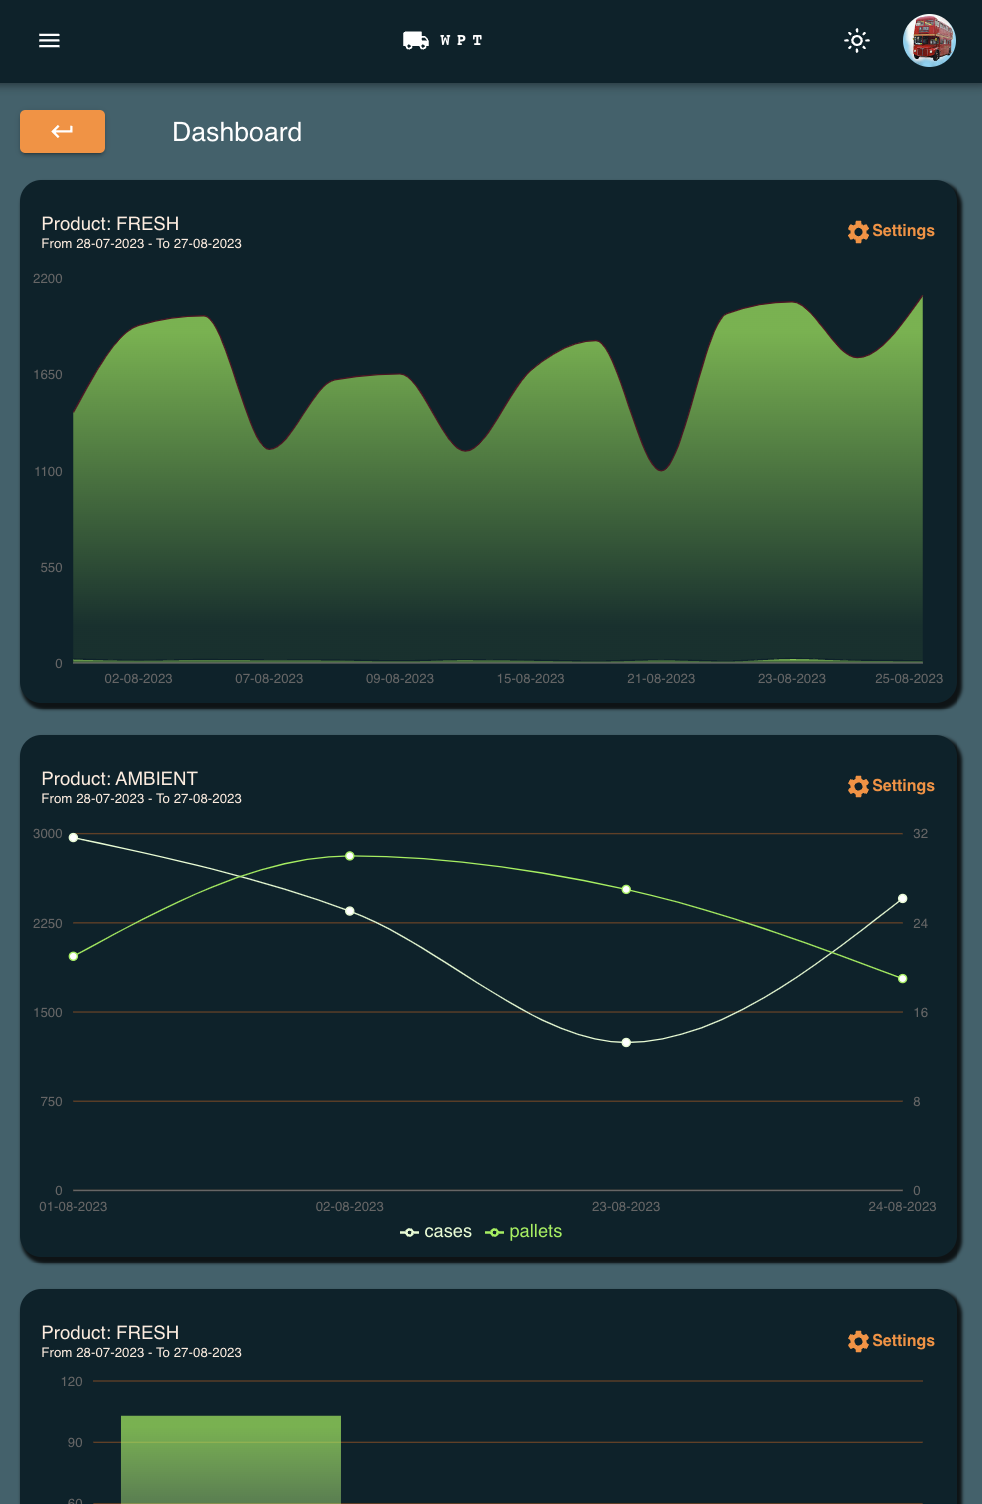 WPT
Dashboard
Product: FRESH
From 28-07-2023 - To 27-08-2023
Settings
2200
1650
1100
550
0
02-08-2023 07-08-2023 09-08-2023 15-08-2023 21-08-2023 23-08-2023 25-08-2023
Product: AMBIENT
From 28-07-2023 - To 27-08-2023
Settings
3000 32
2250 24
1500 16
750 8
0 0
01-08-2023 02-08-2023 23-08-2023 24-08-2023
cases pallets
Product: FRESH
From 28-07-2023 - To 27-08-2023
Settings
120
90
60